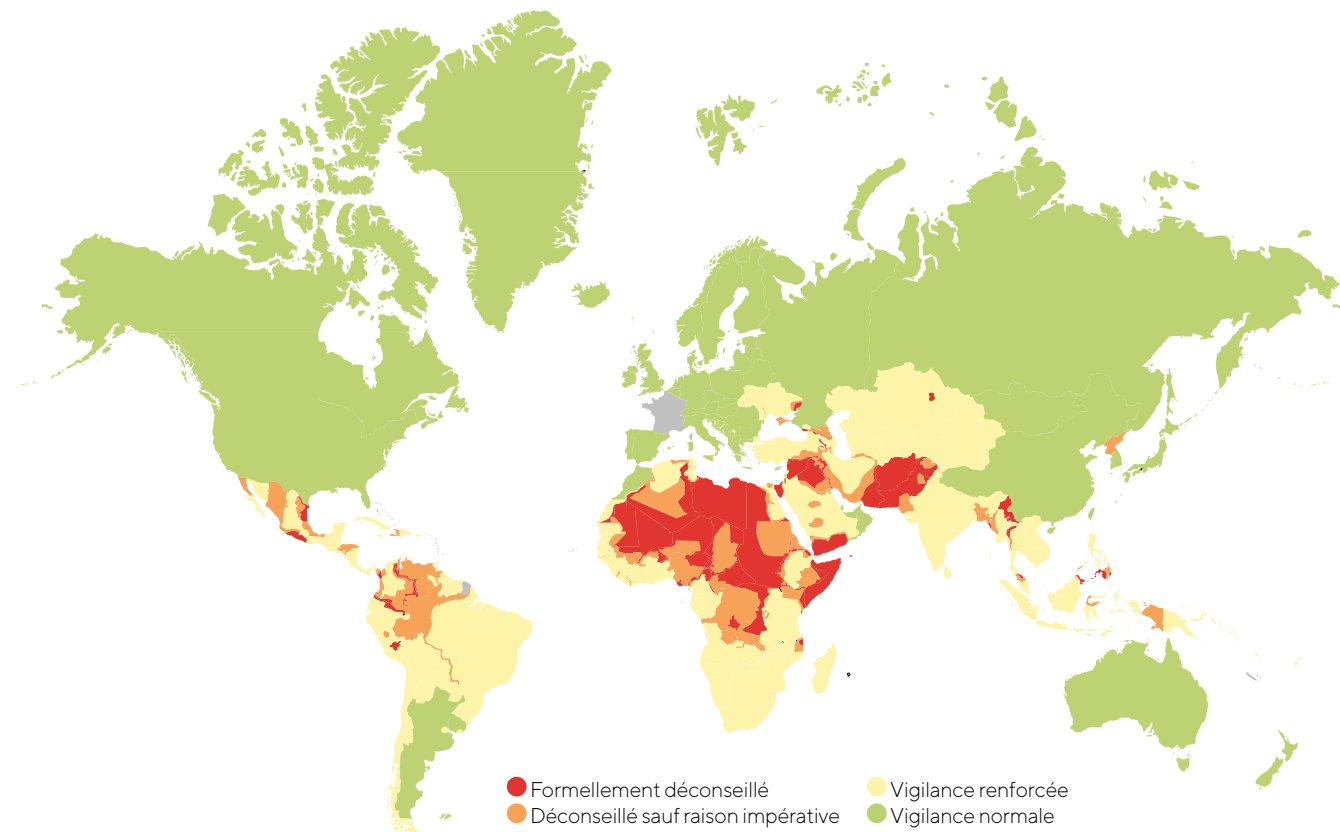 Formellement déconseillé
Déconseillé sauf raison impérative
Vigilance renforcée
Vigilance normale